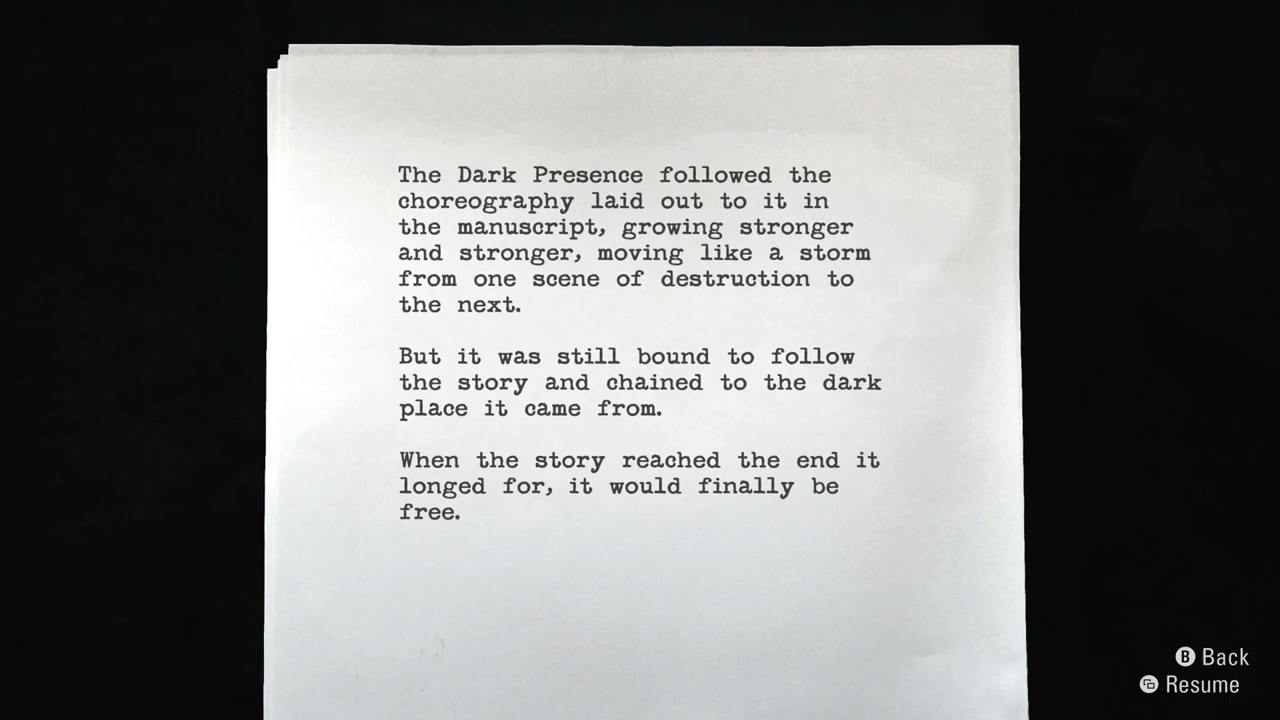 The Dark Presence followed the
choreography laid out to it in
the manuscript, growing stronger
and stronger, moving like a storm
from one scene of destruction to
the next.
But it was still bound to follow
the story and chained to the dark
place it came from.
When the story reached the end it
longed for, it would finally be
free.
B Back
Resume